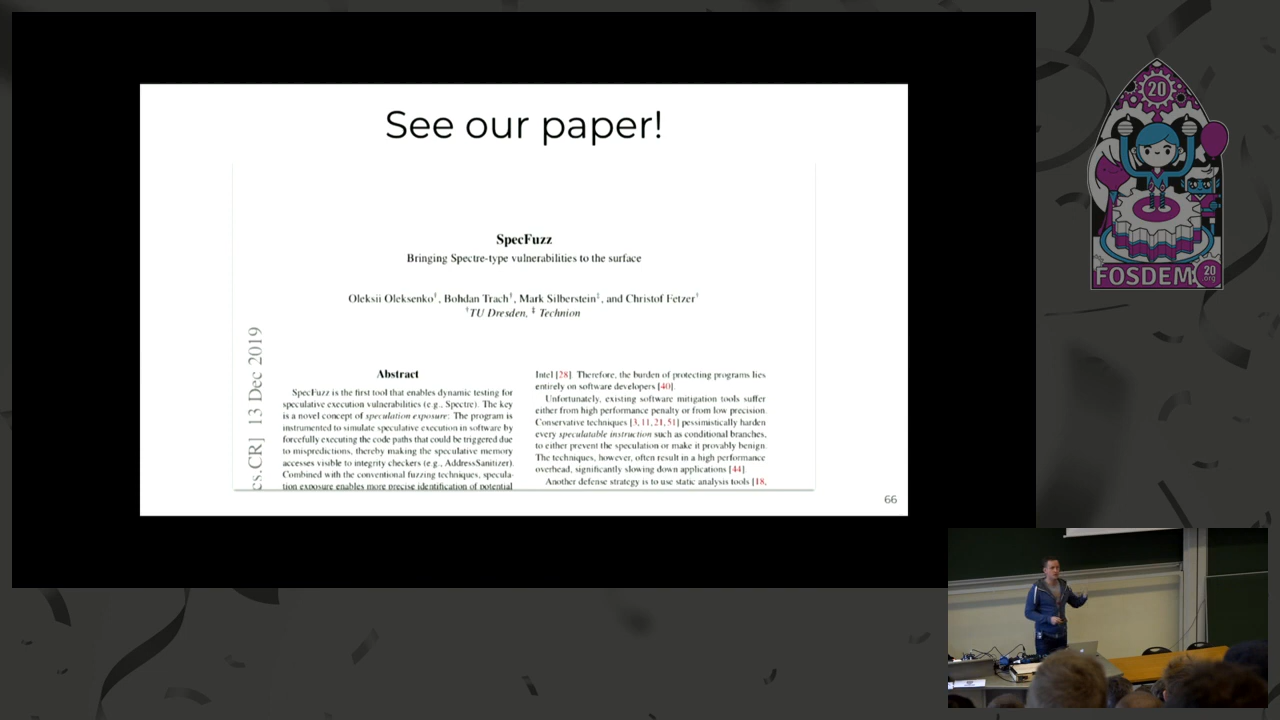 See our paper!
SpecFuzz
Bringing Spectre-type vulnerabilities to the surface
Oleksii Oleksenko†, Bohdan Trach†, Mark Silberstein‡, and Christof Fetzer†
†TU Dresden, ‡ Technion
cs.CR] 13 Dec 2019
Abstract
SpecFuzz is the first tool that enables dynamic testing for
speculative execution vulnerabilities (e.g., Spectre). The key
is a novel concept of speculation exposure: The program is
instrumented to simulate speculative execution in software by
forcefully executing the code paths that could be triggered due
to mispredictions, thereby making the speculative memory
accesses visible to integrity checkers (e.g., AddressSanitizer).
Combined with the conventional fuzzing techniques, specula-
tion exposure enables more precise identification of potential
Intel [28]. Therefore, the burden of protecting programs lies
entirely on software developers [40].
Unfortunately, existing software mitigation tools suffer
either from high performance penalty or from low precision.
Conservative techniques [3, 11, 21, 51] pessimistically harden
every speculatable instruction such as conditional branches,
to either prevent the speculation or make it provably benign.
The techniques, however, often result in a high performance
overhead, significantly slowing down applications [44].
Another defense strategy is to use static analysis tools [18,
66
20
FOSDEM
20
.org